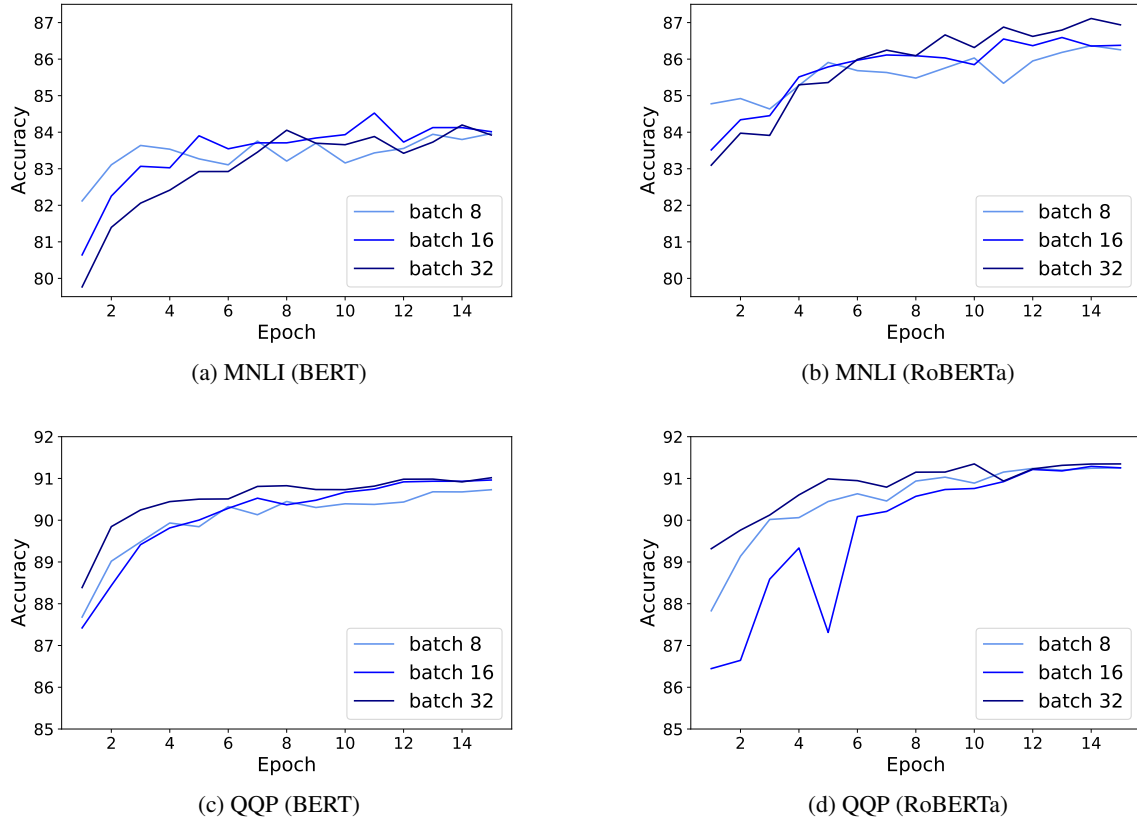 87
86
85
84
83
82
81
80
Accuracy
batch 8
batch 16
batch 32
2 4 6 8 10 12 14
Epoch
(a) MNLI (BERT)
87
86
85
84
83
82
81
80
Accuracy
batch 8
batch 16
batch 32
2 4 6 8 10 12 14
Epoch
(b) MNLI (RoBERTa)
92
91
90
89
88
87
86
85
Accuracy
batch 8
batch 16
batch 32
2 4 6 8 10 12 14
Epoch
(c) QQP (BERT)
92
91
90
89
88
87
86
85
Accuracy
batch 8
batch 16
batch 32
2 4 6 8 10 12 14
Epoch
(d) QQP (RoBERTa)